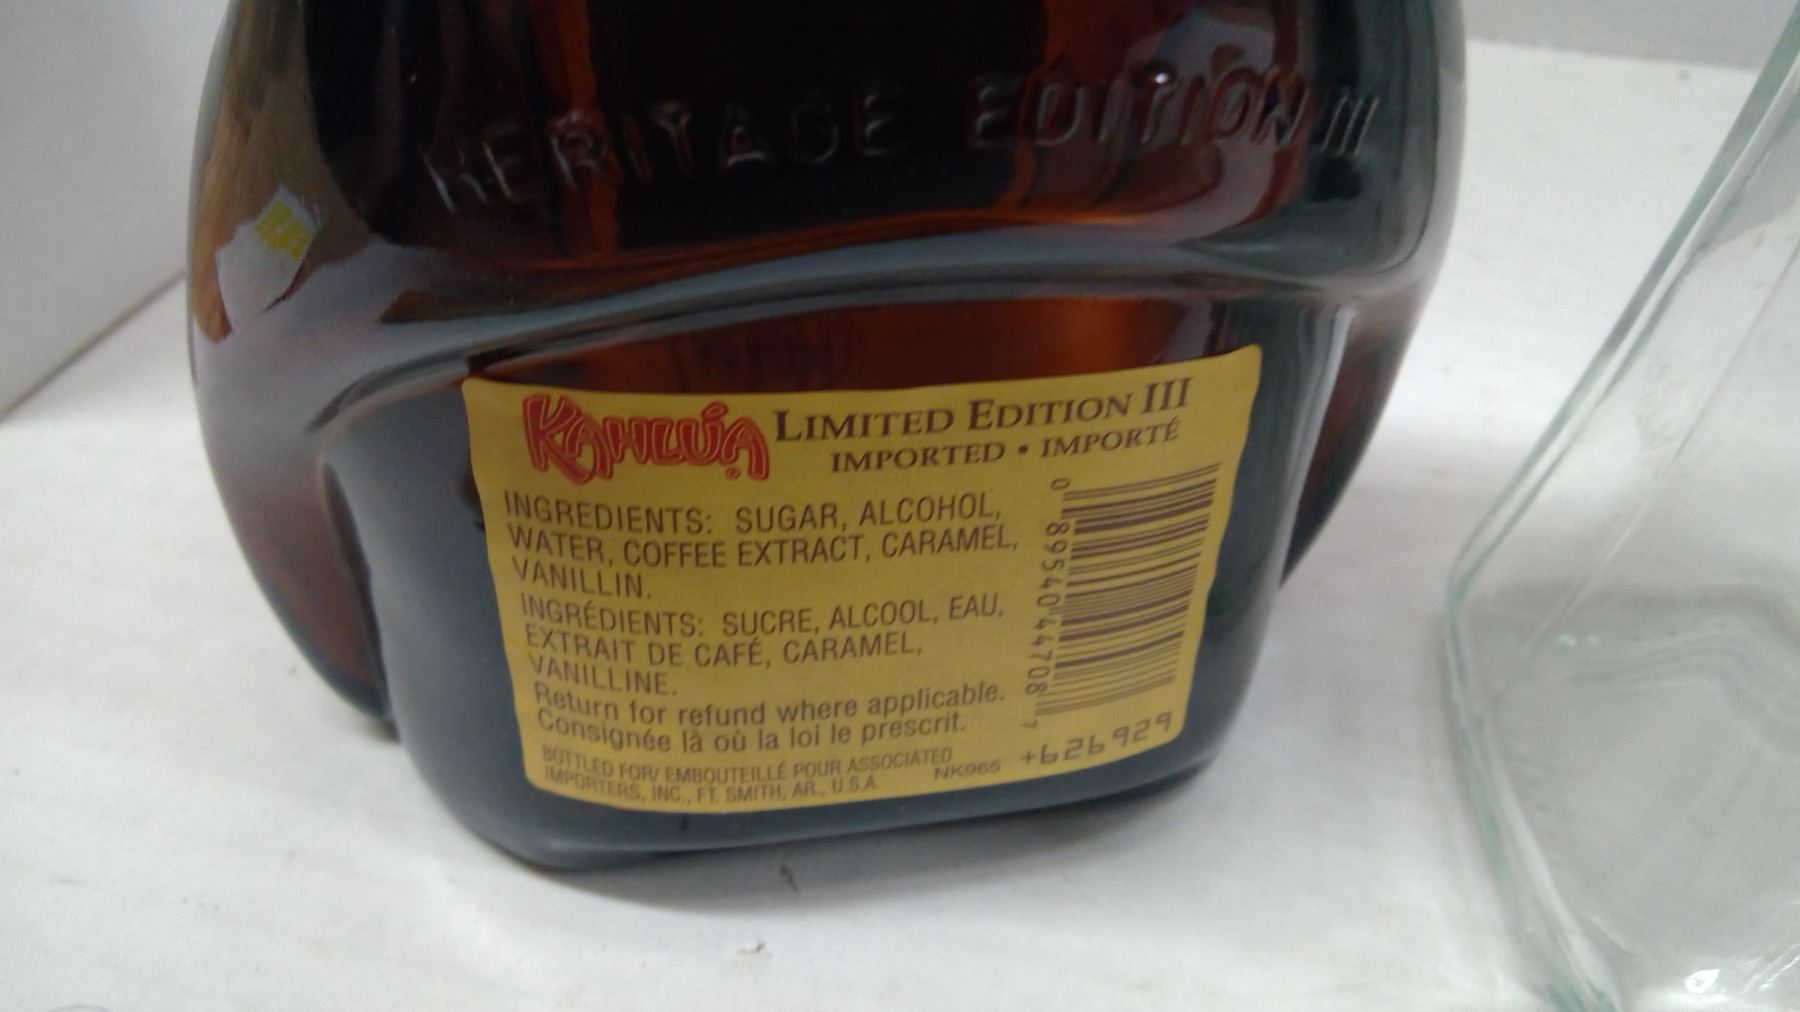 HERITAGE EDITION III
KAHLÚA LIMITED EDITION III
IMPORTED • IMPORTÉ
INGREDIENTS: SUGAR, ALCOHOL,
WATER, COFFEE EXTRACT, CARAMEL,
VANILLIN.
INGRÉDIENTS: SUCRE, ALCOOL, EAU,
EXTRAIT DE CAFÉ, CARAMEL,
VANILLINE.
Return for refund where applicable.
Consignée là où la loi le prescrit.
BOTTLED FOR/ EMBOUTEILLÉ POUR ASSOCIATED
IMPORTERS, INC., FT. SMITH, AR., U.S.A.
NK965
0 89540 44708 7
+626929